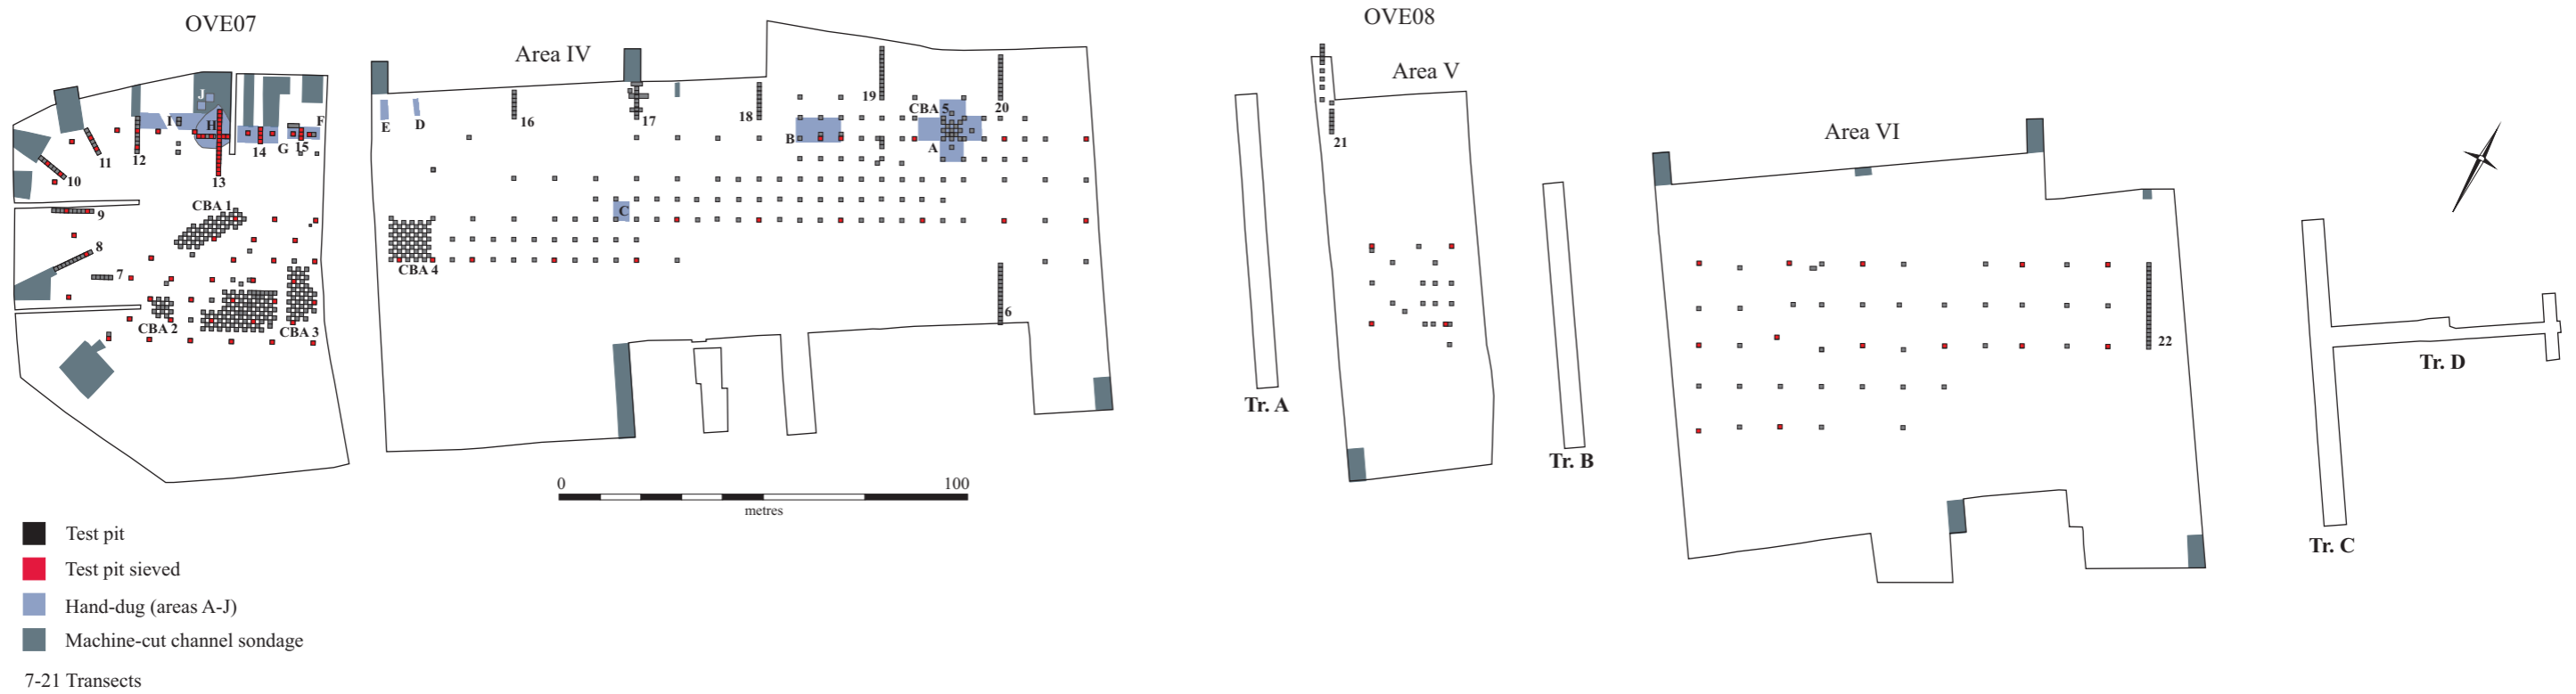 OVE07
OVE08
Area IV
Area V
Area VI
J
I
H
F
G
E
D
B
A
C
CBA 5
11
12
14
15
13
10
9
8
7
16
17
18
19
20
21
6
22
CBA 1
CBA 2
CBA 3
CBA 4
Tr. A
Tr. B
Tr. C
Tr. D
0 100
metres
Test pit
Test pit sieved
Hand-dug (areas A-J)
Machine-cut channel sondage
7-21 Transects